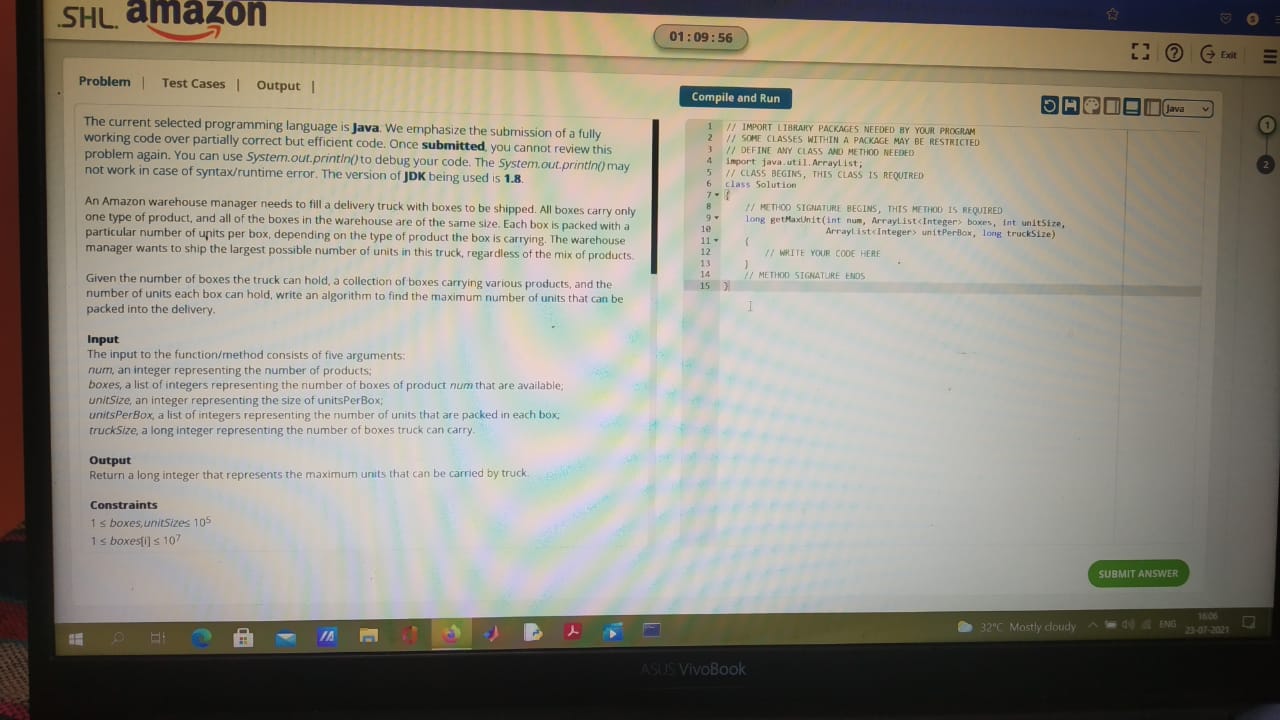 .SHL. amazon
01:09:56
Exit
Problem | Test Cases | Output |
Compile and Run
Java
The current selected programming language is Java. We emphasize the submission of a fully
working code over partially correct but efficient code. Once submitted, you cannot review this
problem again. You can use System.out.println() to debug your code. The System.out.println() may
not work in case of syntax/runtime error. The version of JDK being used is 1.8.
An Amazon warehouse manager needs to fill a delivery truck with boxes to be shipped. All boxes carry only
one type of product, and all of the boxes in the warehouse are of the same size. Each box is packed with a
particular number of units per box, depending on the type of product the box is carrying. The warehouse
manager wants to ship the largest possible number of units in this truck, regardless of the mix of products.
Given the number of boxes the truck can hold, a collection of boxes carrying various products, and the
number of units each box can hold, write an algorithm to find the maximum number of units that can be
packed into the delivery.
Input
The input to the function/method consists of five arguments:
num, an integer representing the number of products;
boxes, a list of integers representing the number of boxes of product num that are available;
unitSize, an integer representing the size of unitsPerBox;
unitsPerBox, a list of integers representing the number of units that are packed in each box;
truckSize, a long integer representing the number of boxes truck can carry.
Output
Return a long integer that represents the maximum units that can be carried by truck.
Constraints
1 ≤ boxes,unitSize≤ 10⁵
1 ≤ boxes[i] ≤ 10⁷
1 // IMPORT LIBRARY PACKAGES NEEDED BY YOUR PROGRAM
2 // SOME CLASSES WITHIN A PACKAGE MAY BE RESTRICTED
3 // DEFINE ANY CLASS AND METHOD NEEDED
4 import java.util.ArrayList;
5 // CLASS BEGINS, THIS CLASS IS REQUIRED
6 class Solution
7 {
8 // METHOD SIGNATURE BEGINS, THIS METHOD IS REQUIRED
9 long getMaxUnit(int num, ArrayList<Integer> boxes, int unitSize,
10 ArrayList<Integer> unitPerBox, long truckSize)
11 {
12 // WRITE YOUR CODE HERE
13 }
14 // METHOD SIGNATURE ENDS
15 }
1
2
SUBMIT ANSWER
32°C Mostly cloudy
ENG
16:06
23-07-2021
ASUS VivoBook